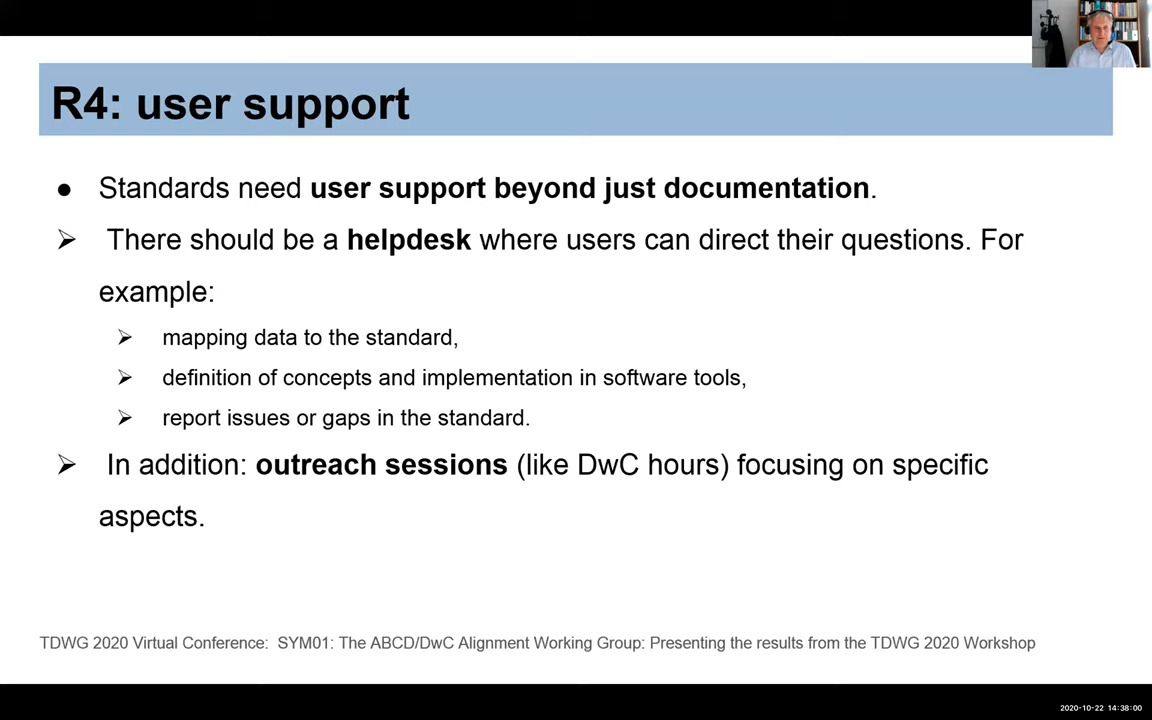 R4: user support
● Standards need user support beyond just documentation.
➢ There should be a helpdesk where users can direct their questions. For
example:
➢ mapping data to the standard,
➢ definition of concepts and implementation in software tools,
➢ report issues or gaps in the standard.
➢ In addition: outreach sessions (like DwC hours) focusing on specific
aspects.
TDWG 2020 Virtual Conference: SYM01: The ABCD/DwC Alignment Working Group: Presenting the results from the TDWG 2020 Workshop
2020-10-22 14:38:00